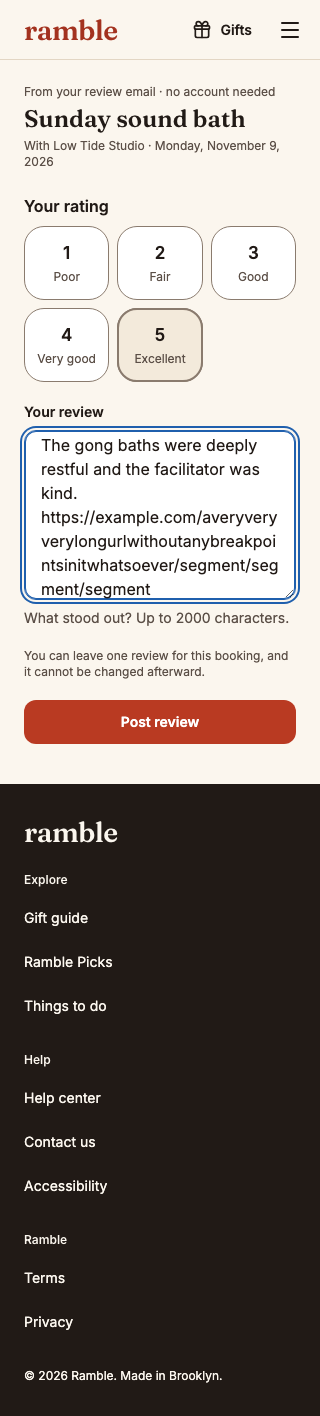 ramble
Gifts
From your review email · no account needed
Sunday sound bath
With Low Tide Studio · Monday, November 9,
2026
Your rating
1
Poor
2
Fair
3
Good
4
Very good
5
Excellent
Your review
The gong baths were deeply
restful and the facilitator was
kind.
https://example.com/averyvery
verylongurlwithoutanybreakpoi
ntsinitwhatsoever/segment/seg
ment/segment
What stood out? Up to 2000 characters.
You can leave one review for this booking, and
it cannot be changed afterward.
Post review
ramble
Explore
Gift guide
Ramble Picks
Things to do
Help
Help center
Contact us
Accessibility
Ramble
Terms
Privacy
© 2026 Ramble. Made in Brooklyn.